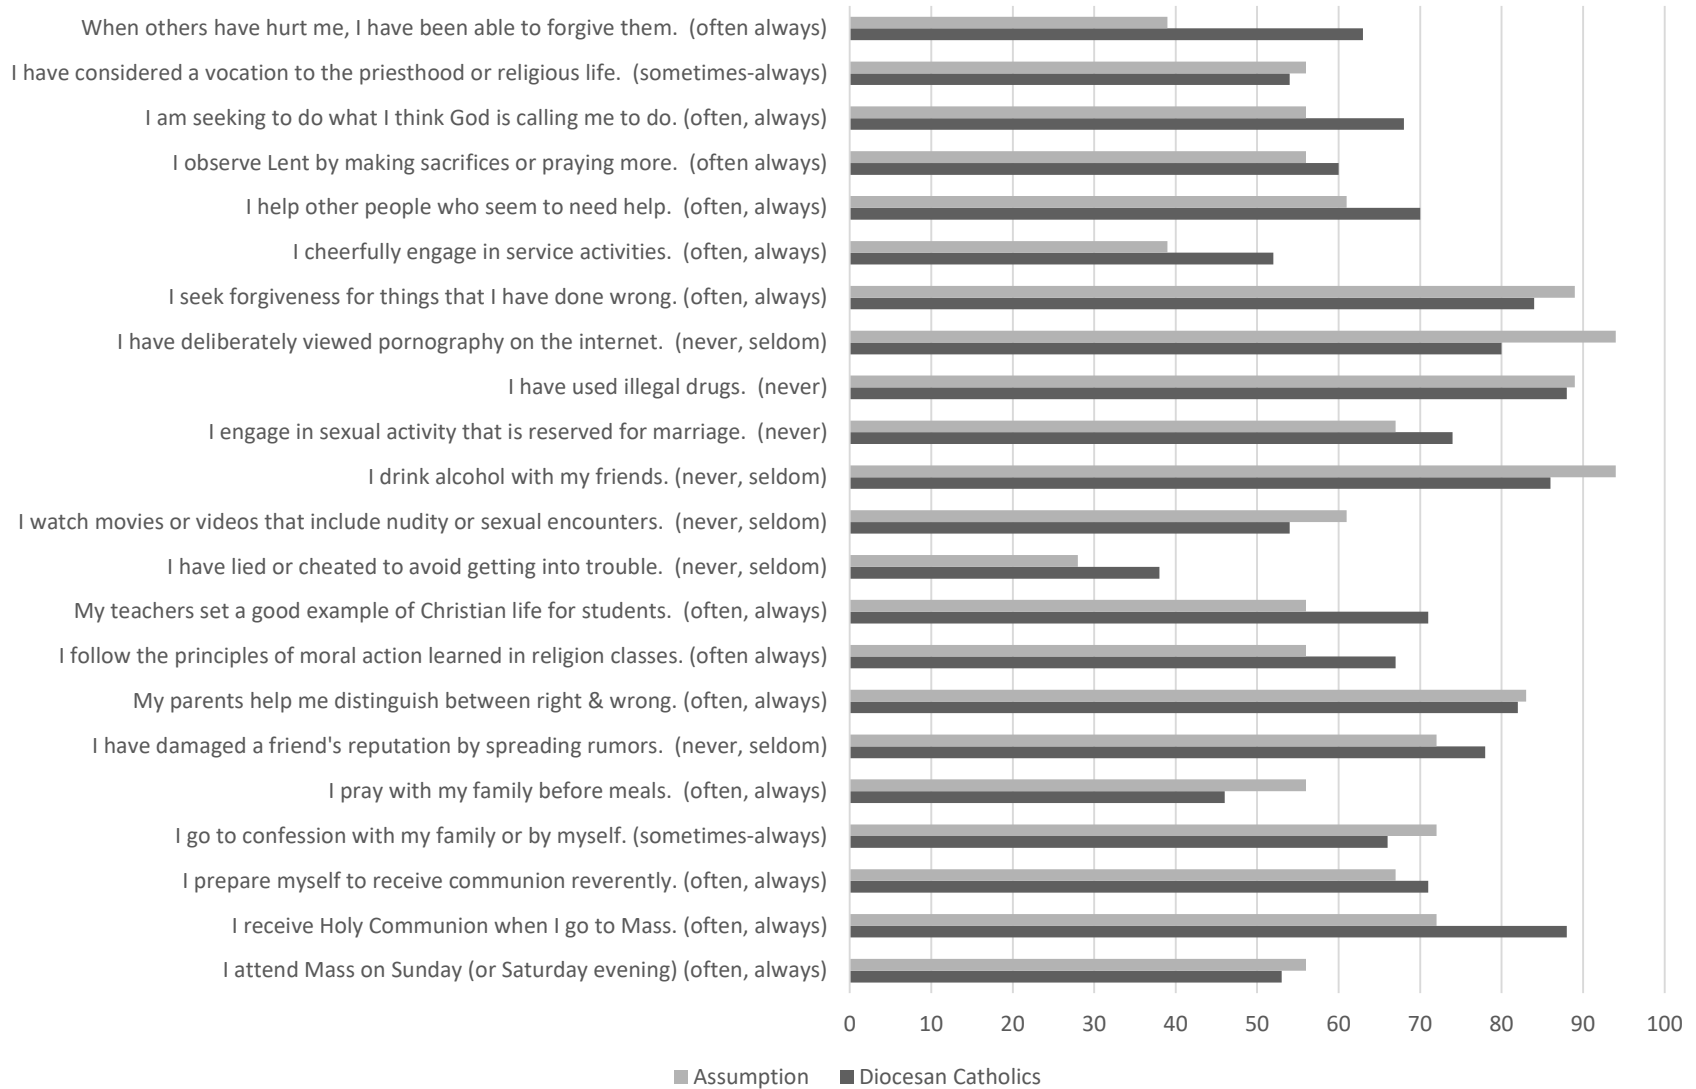 When others have hurt me, I have been able to forgive them.  (often always)
I have considered a vocation to the priesthood or religious life.  (sometimes-always)
I am seeking to do what I think God is calling me to do. (often, always)
I observe Lent by making sacrifices or praying more.  (often always)
I help other people who seem to need help.  (often, always)
I cheerfully engage in service activities.  (often, always)
I seek forgiveness for things that I have done wrong. (often, always)
I have deliberately viewed pornography on the internet.  (never, seldom)
I have used illegal drugs.  (never)
I engage in sexual activity that is reserved for marriage.  (never)
I drink alcohol with my friends. (never, seldom)
I watch movies or videos that include nudity or sexual encounters.  (never, seldom)
I have lied or cheated to avoid getting into trouble.  (never, seldom)
My teachers set a good example of Christian life for students.  (often, always)
I follow the principles of moral action learned in religion classes. (often always)
My parents help me distinguish between right & wrong. (often, always)
I have damaged a friend's reputation by spreading rumors.  (never, seldom)
I pray with my family before meals.  (often, always)
I go to confession with my family or by myself. (sometimes-always)
I prepare myself to receive communion reverently. (often, always)
I receive Holy Communion when I go to Mass. (often, always)
I attend Mass on Sunday (or Saturday evening) (often, always)
0 10 20 30 40 50 60 70 80 90 100
Assumption Diocesan Catholics